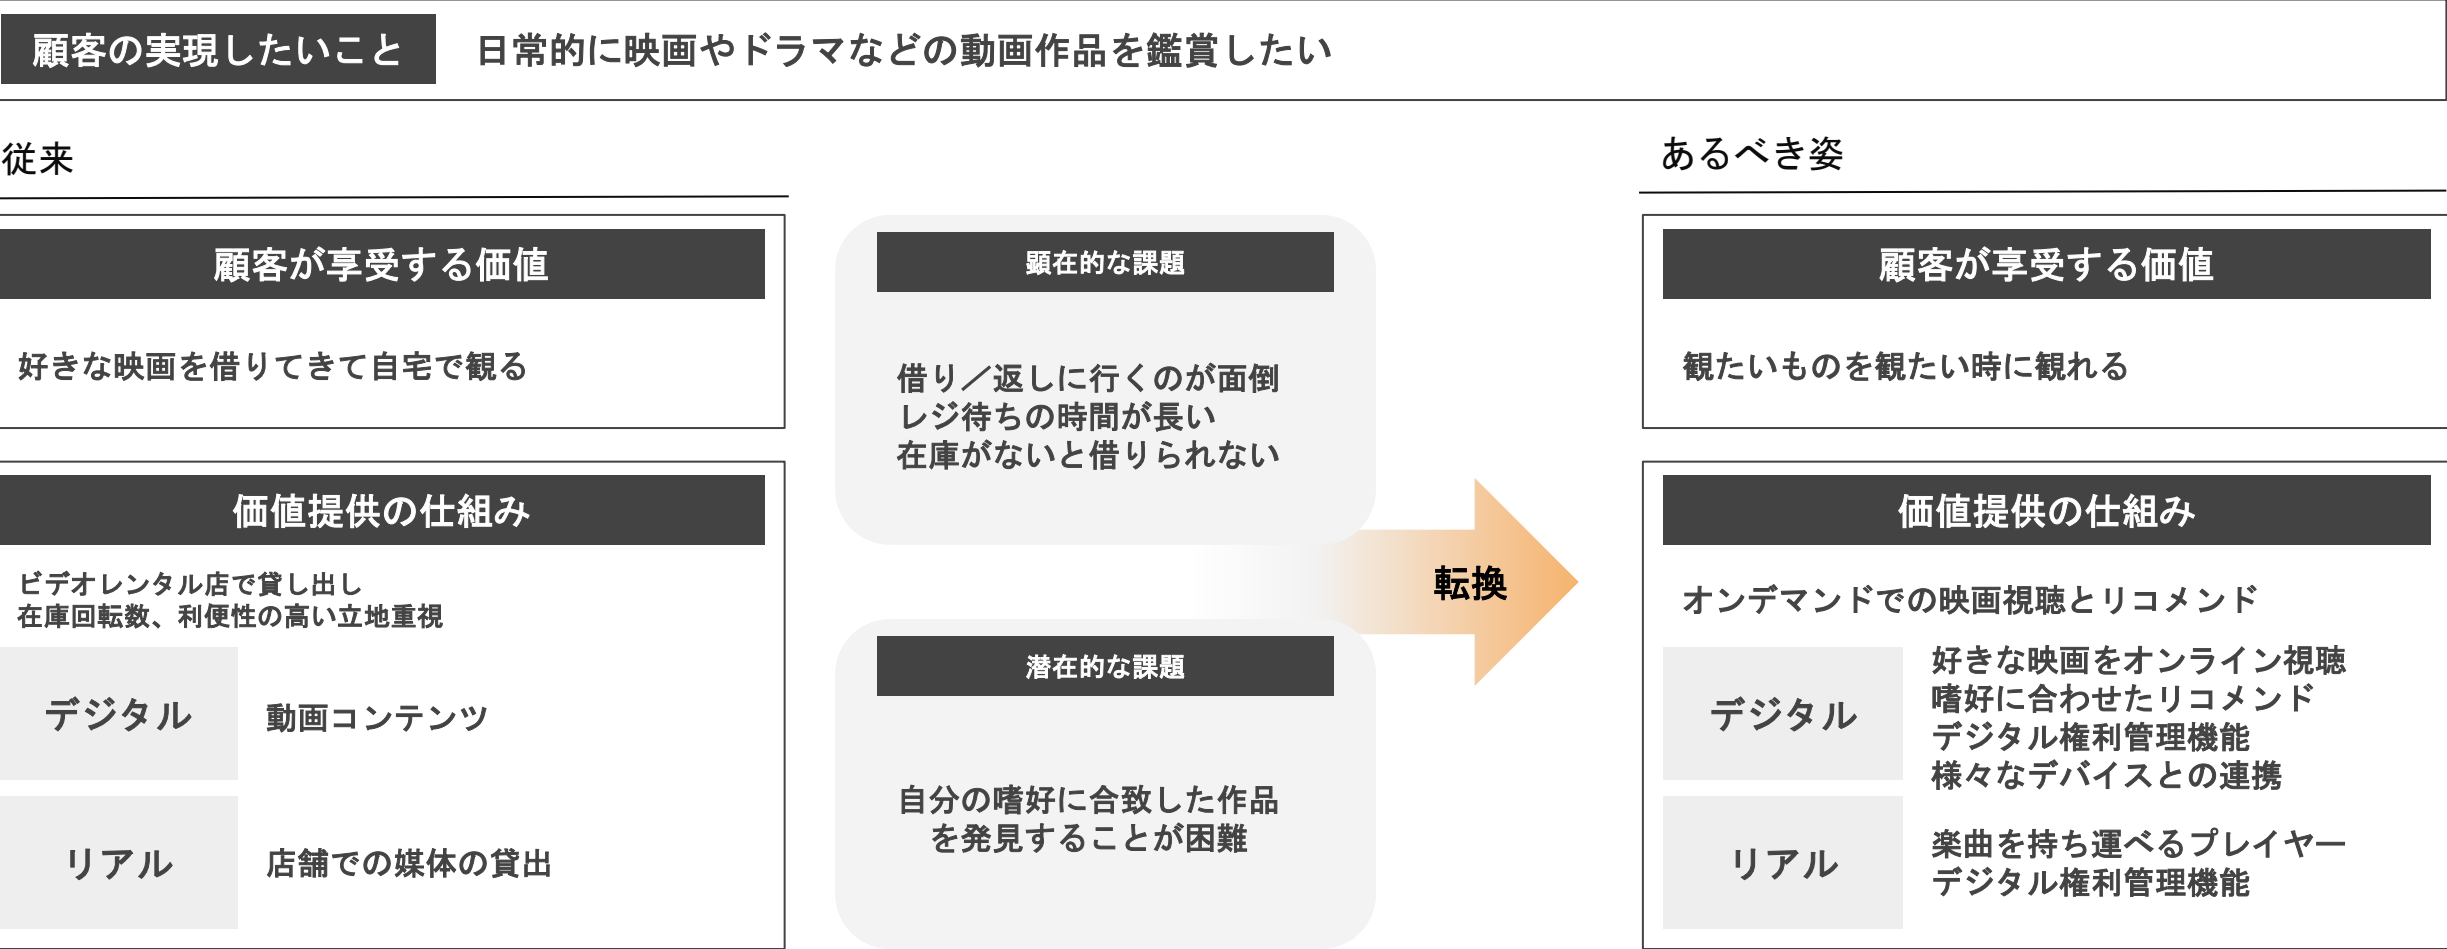 顧客の実現したいこと
日常的に映画やドラマなどの動画作品を鑑賞したい
従来
顧客が享受する価値
好きな映画を借りてきて自宅で観る
価値提供の仕組み
ビデオレンタル店で貸し出し
在庫回転数、利便性の高い立地重視
デジタル
動画コンテンツ
リアル
店舗での媒体の貸出
顕在的な課題
借り／返しに行くのが面倒
レジ待ちの時間が長い
在庫がないと借りられない
転換
潜在的な課題
自分の嗜好に合致した作品
を発見することが困難
あるべき姿
顧客が享受する価値
観たいものを観たい時に観れる
価値提供の仕組み
オンデマンドでの映画視聴とリコメンド
デジタル
好きな映画をオンライン視聴
嗜好に合わせたリコメンド
デジタル権利管理機能
様々なデバイスとの連携
リアル
楽曲を持ち運べるプレイヤー
デジタル権利管理機能